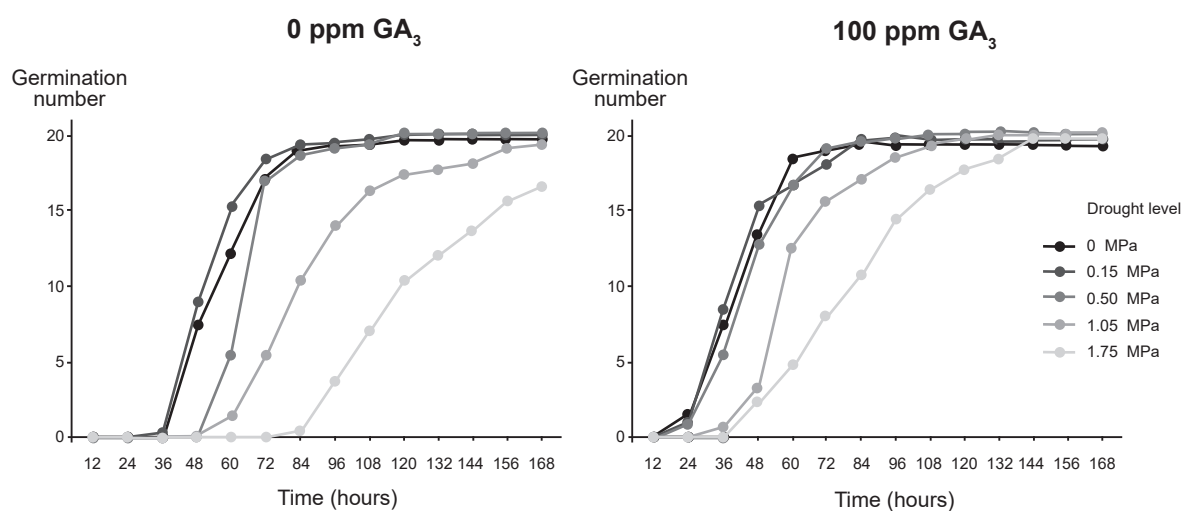 0 ppm GA3
Germination
number
20
15
10
5
0
12 24 36 48 60 72 84 96 108 120 132 144 156 168
Time (hours)
100 ppm GA3
Germination
number
20
15
10
5
0
12 24 36 48 60 72 84 96 108 120 132 144 156 168
Time (hours)
Drought level
0 MPa
0.15 MPa
0.50 MPa
1.05 MPa
1.75 MPa